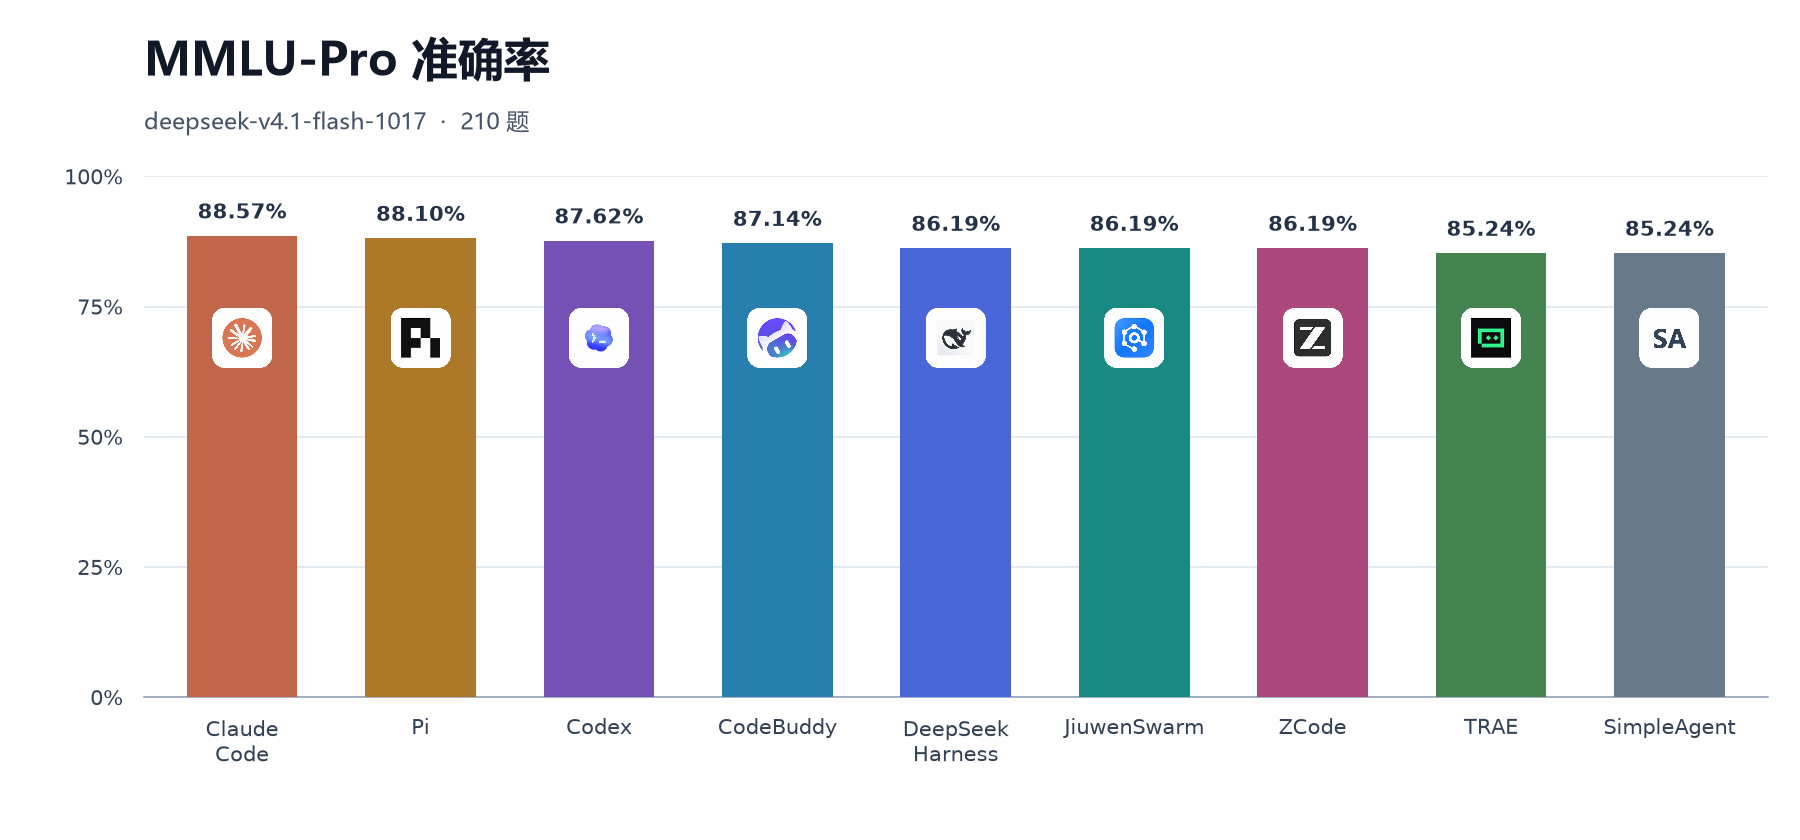 MMLU-Pro 准确率
deepseek-v4.1-flash-1017 · 210 题
100%
75%
50%
25%
0%
88.57%
88.10%
87.62%
87.14%
86.19%
86.19%
86.19%
85.24%
85.24%
SA
Claude
Code
Pi
Codex
CodeBuddy
DeepSeek
Harness
JiuwenSwarm
ZCode
TRAE
SimpleAgent